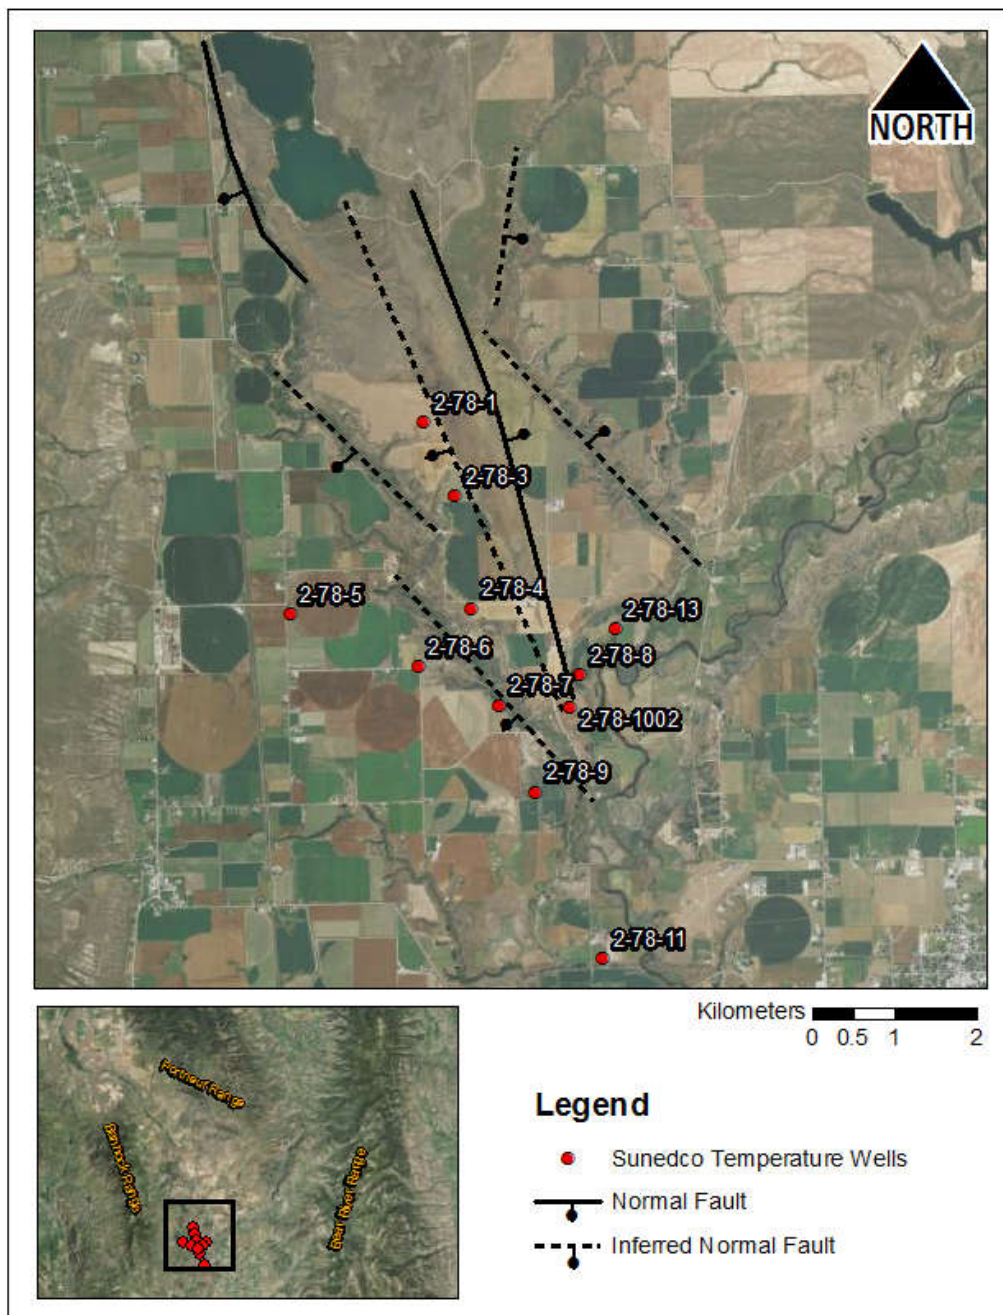 NORTH
2-78-1
2-78-3
2-78-4
2-78-5
2-78-13
2-78-6
2-78-8
2-78-7
2-78-1002
2-78-9
2-78-11
Kilometers
0 0.5 1 2
Portneuf Range
Bannock Range
Bear River Range
Legend
Sunedco Temperature Wells
Normal Fault
Inferred Normal Fault